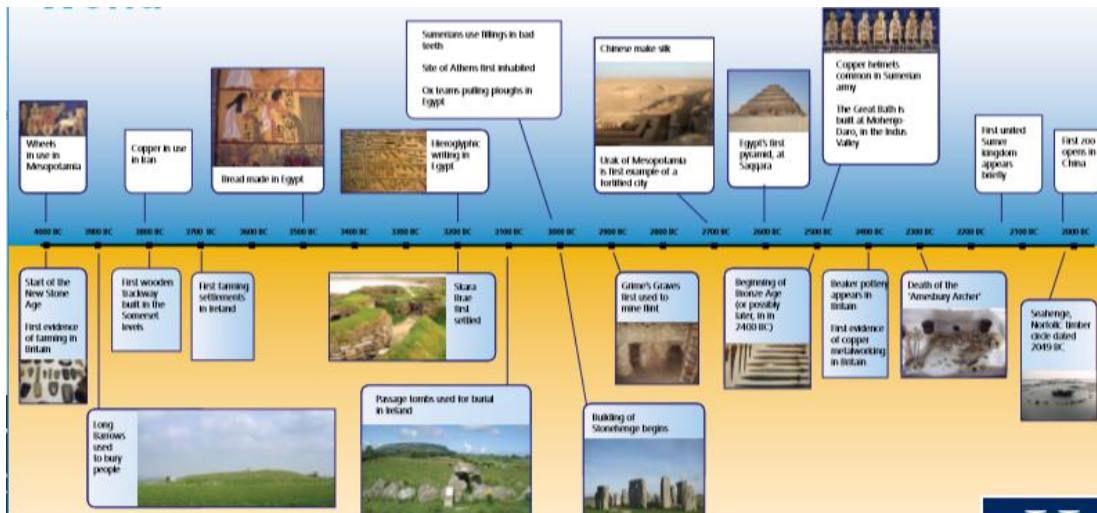 Wheels
in use in
Mesopotamia
Copper in use
in Iran
Bread made in Egypt
Hieroglyphic
writing in
Egypt
Sumerians use fillings in bad
teeth
Site of Athens first inhabited
Ox teams pulling ploughs in
Egypt
Chinese make silk
Uruk of Mesopotamia
is first example of a
fortified city
Egypt's first
pyramid, at
Saqqara
Copper helmets
common in Sumerian
army
The Great Bath is
built at Mohenjo-
Daro, in the Indus
Valley
First united
Sumer
kingdom
appears
briefly
First zoo
opens in
China
4000 BC 3900 BC 3800 BC 3700 BC 3600 BC 3500 BC 3400 BC 3300 BC 3200 BC 3100 BC 3000 BC 2900 BC 2800 BC 2700 BC 2600 BC 2500 BC 2400 BC 2300 BC 2200 BC 2100 BC 2000 BC
Start of the
New Stone
Age
First evidence
of farming in
Britain
First wooden
trackway
built in the
Somerset
levels
First farming
settlements
in Ireland
Skara
Brae
first
settled
Grime's Graves
first used to
mine flint
Beginning of
Bronze Age
(or possibly
later, in in
2400 BC)
Beaker pottery
appears in
Britain
First evidence
of copper
metalworking
in Britain
Death of the
'Amesbury Archer'
Seahenge,
Norfolk: timber
circle dated
2049 BC
Long
Barrows
used
to bury
people
Passage tombs used for burial
in Ireland
Building of
Stonehenge begins